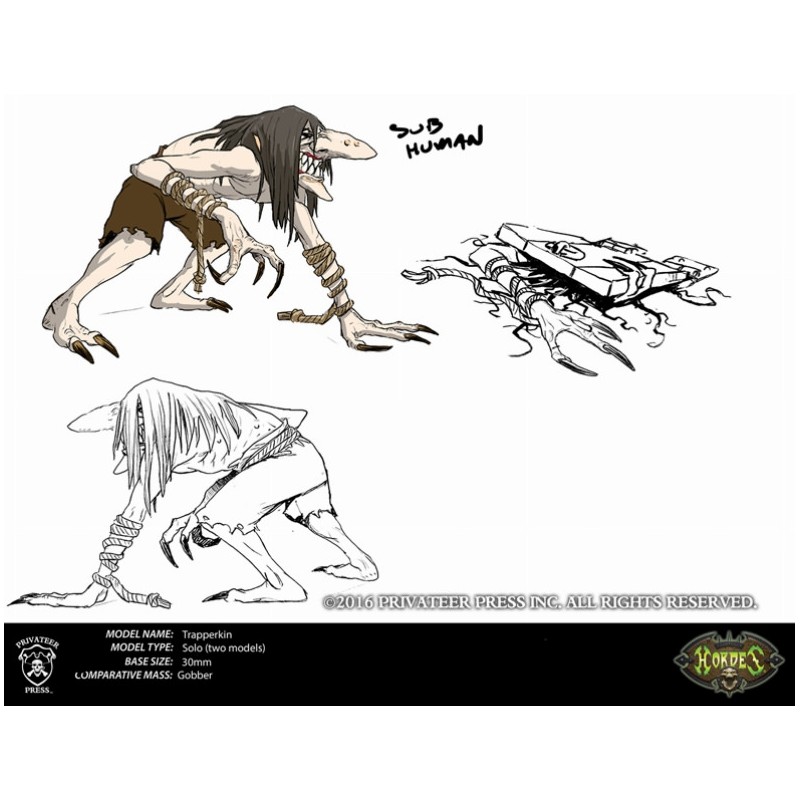 SUB
HUMAN
©2016 PRIVATEER PRESS INC. ALL RIGHTS RESERVED.
PRIVATEER
PRESS
MODEL NAME: Trapperkin
MODEL TYPE: Solo (two models)
BASE SIZE: 30mm
COMPARATIVE MASS: Gobber
HORDES